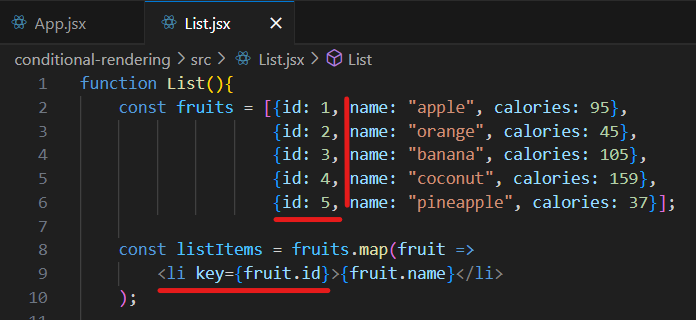 App.jsx List.jsx ×
conditional-rendering > src > List.jsx > List
1 function List(){
2 const fruits = [{id: 1, name: "apple", calories: 95},
3 {id: 2, name: "orange", calories: 45},
4 {id: 3, name: "banana", calories: 105},
5 {id: 4, name: "coconut", calories: 159},
6 {id: 5, name: "pineapple", calories: 37}];
7
8 const listItems = fruits.map(fruit =>
9 <li key={fruit.id}>{fruit.name}</li>
10 );